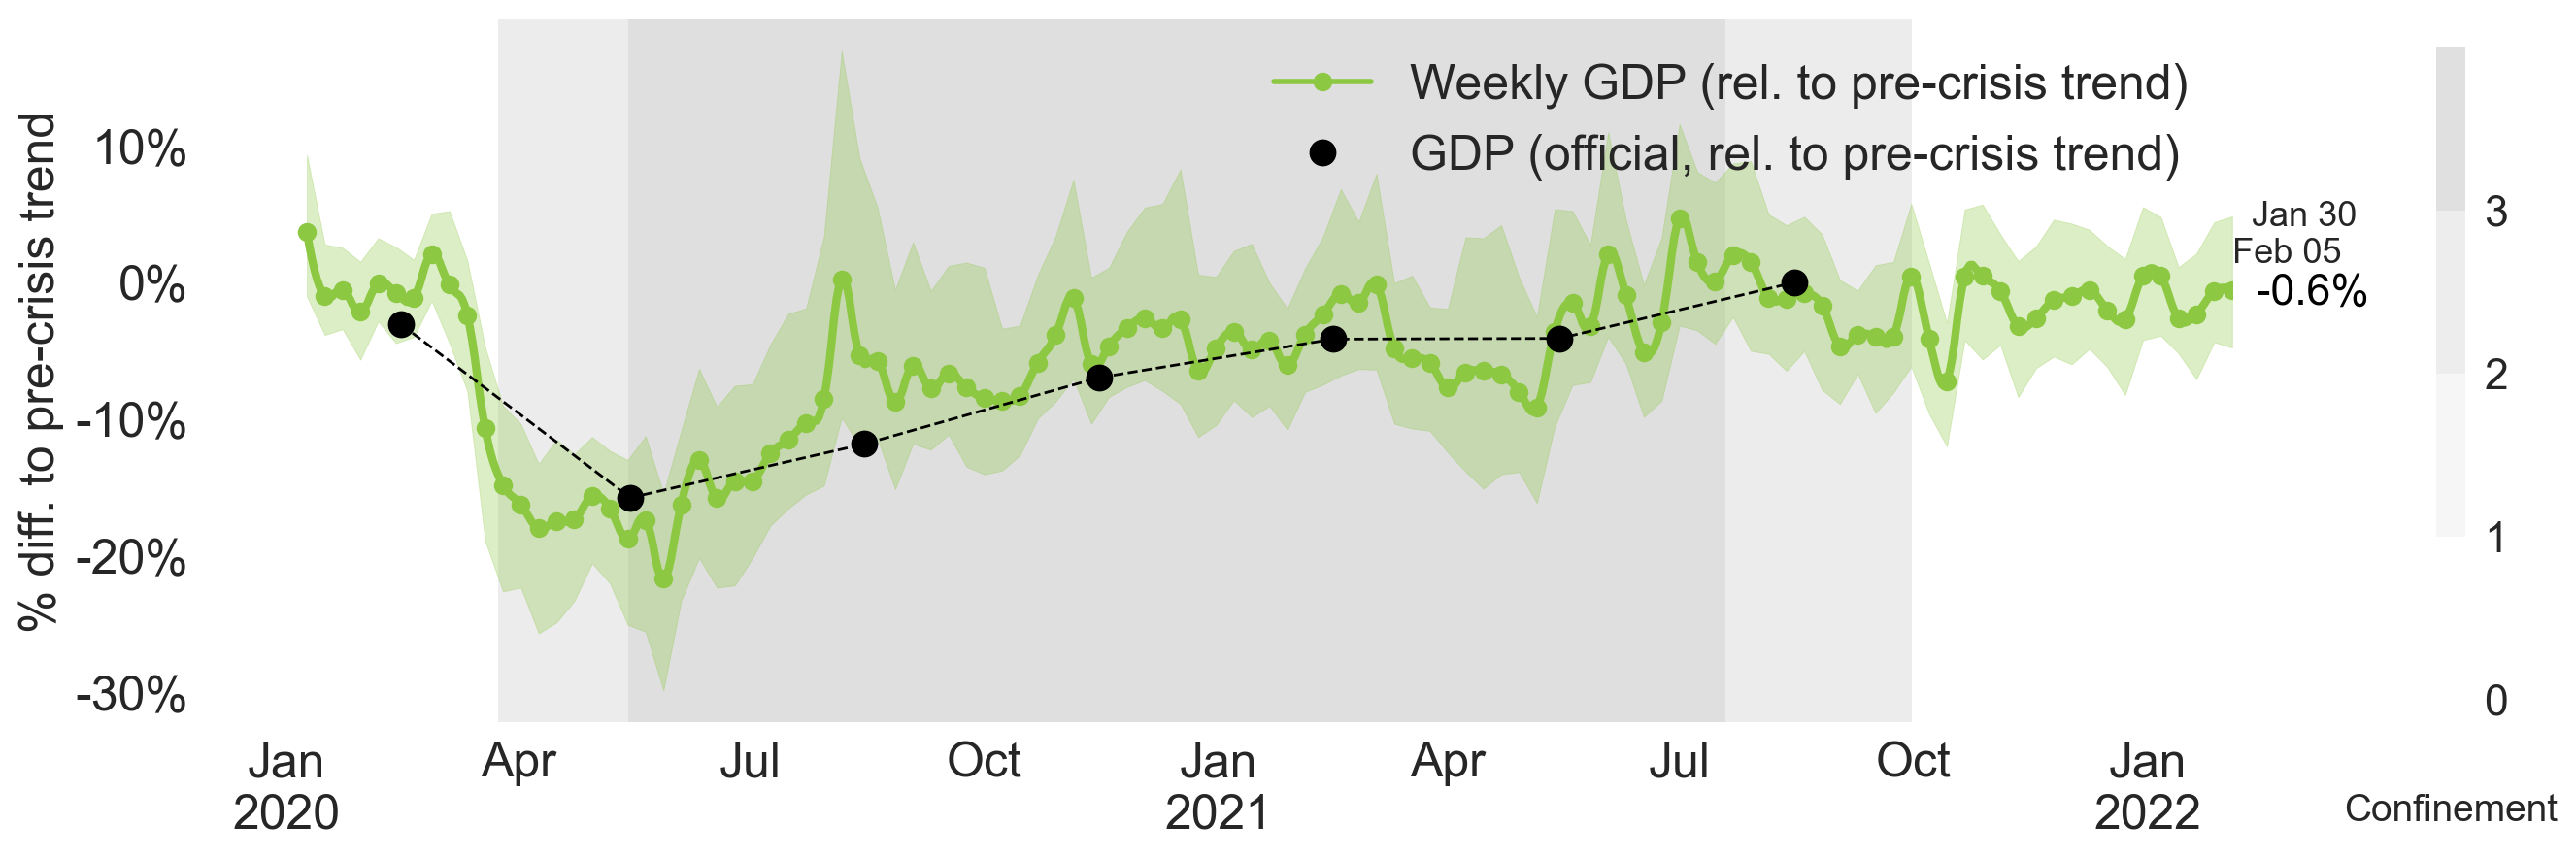 % diff. to pre-crisis trend
10%
0%
-10%
-20%
-30%
Weekly GDP (rel. to pre-crisis trend)
GDP (official, rel. to pre-crisis trend)
Jan 30
Feb 05
-0.6%
3
2
1
0
Jan Apr Jul Oct Jan Apr Jul Oct Jan
2020 2021 2022
Confinement